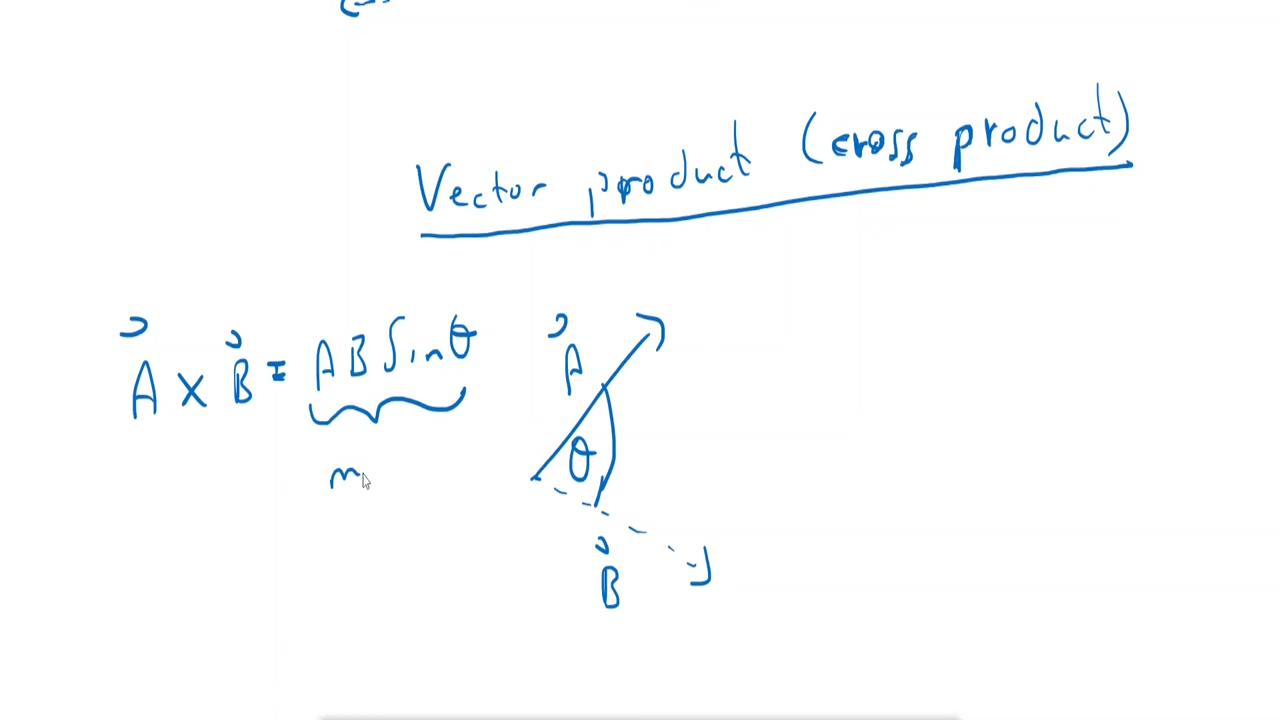 Vector product (cross product)
A⃗ × B⃗ = AB Sinθ
A⃗
θ
m
B⃗